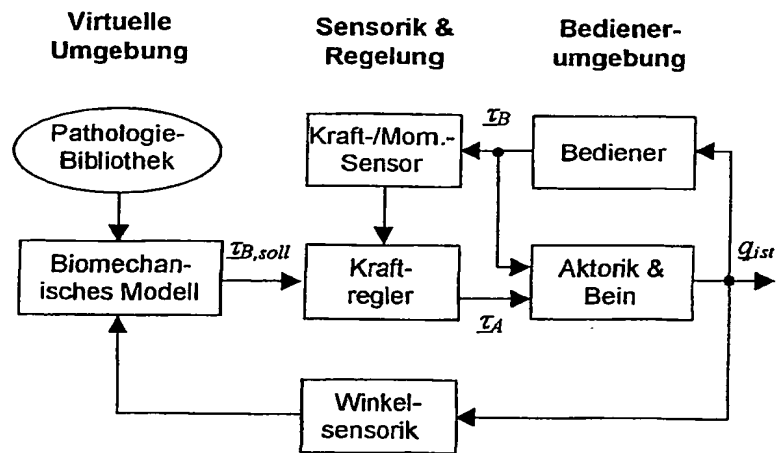 Virtuelle
Umgebung
Sensorik &
Regelung
Bediener-
umgebung
Pathologie-
Bibliothek
Kraft-/Mom.-
Sensor
τB
Bediener
Biomechan-
isches Modell
τB,soll
Kraft-
regler
τA
Aktorik &
Bein
qist
Winkel-
sensorik